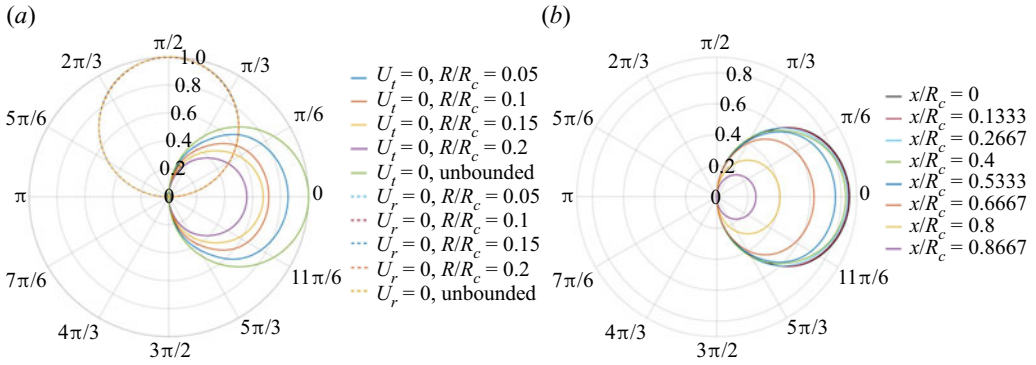 (a)
π/2
2π/3
π/3
5π/6
π/6
π
0
7π/6
11π/6
4π/3
5π/3
3π/2
1.0
0.8
0.6
0.4
0.2
0
U_t = 0, R/R_c = 0.05
U_t = 0, R/R_c = 0.1
U_t = 0, R/R_c = 0.15
U_t = 0, R/R_c = 0.2
U_t = 0, unbounded
U_r = 0, R/R_c = 0.05
U_r = 0, R/R_c = 0.1
U_r = 0, R/R_c = 0.15
U_r = 0, R/R_c = 0.2
U_r = 0, unbounded
(b)
π/2
2π/3
π/3
5π/6
π/6
π
0
7π/6
11π/6
4π/3
5π/3
3π/2
0.8
0.6
0.4
0.2
0
x/R_c = 0
x/R_c = 0.1333
x/R_c = 0.2667
x/R_c = 0.4
x/R_c = 0.5333
x/R_c = 0.6667
x/R_c = 0.8
x/R_c = 0.8667